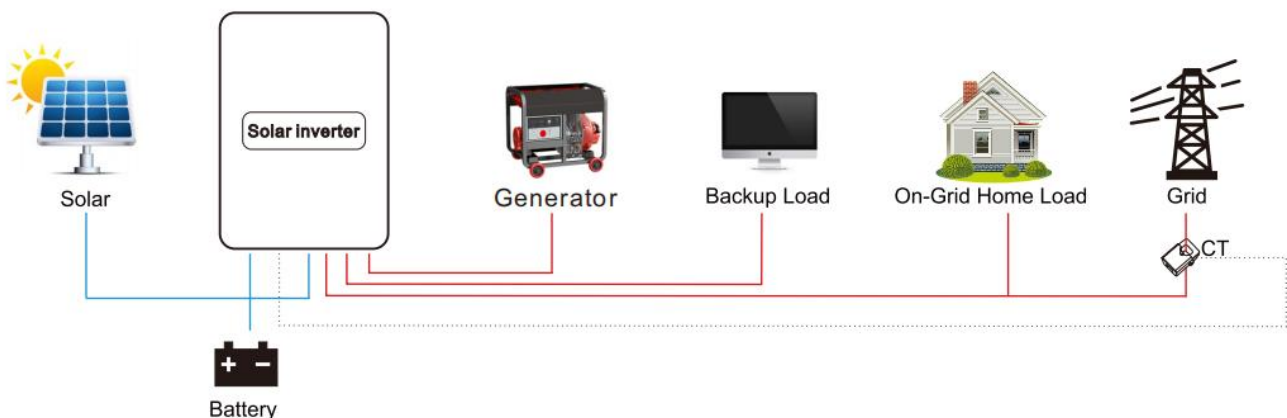 Solar inverter
Solar
Generator
Backup Load
On-Grid Home Load
Grid
CT
Battery